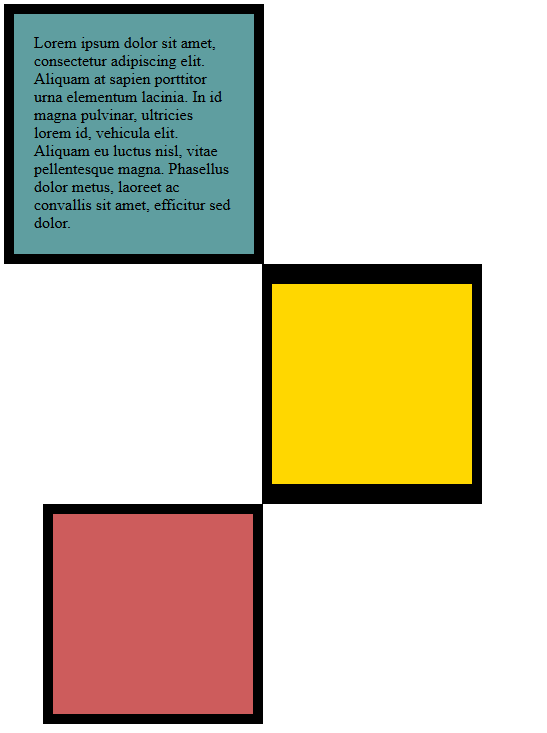 Lorem ipsum dolor sit amet,
consectetur adipiscing elit.
Aliquam at sapien porttitor
urna elementum lacinia. In id
magna pulvinar, ultricies
lorem id, vehicula elit.
Aliquam eu luctus nisl, vitae
pellentesque magna. Phasellus
dolor metus, laoreet ac
convallis sit amet, efficitur sed
dolor.